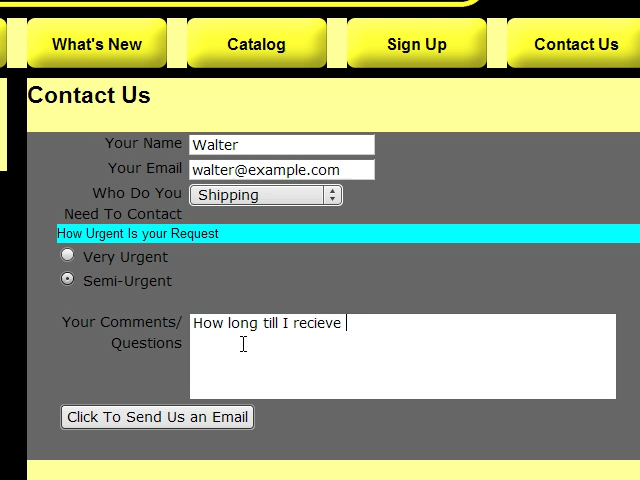 What's New Catalog Sign Up Contact Us
Contact Us
Your Name Walter
Your Email walter@example.com
Who Do You Shipping
Need To Contact
How Urgent Is your Request
Very Urgent
Semi-Urgent
Your Comments/ How long till I recieve
Questions
Click To Send Us an Email